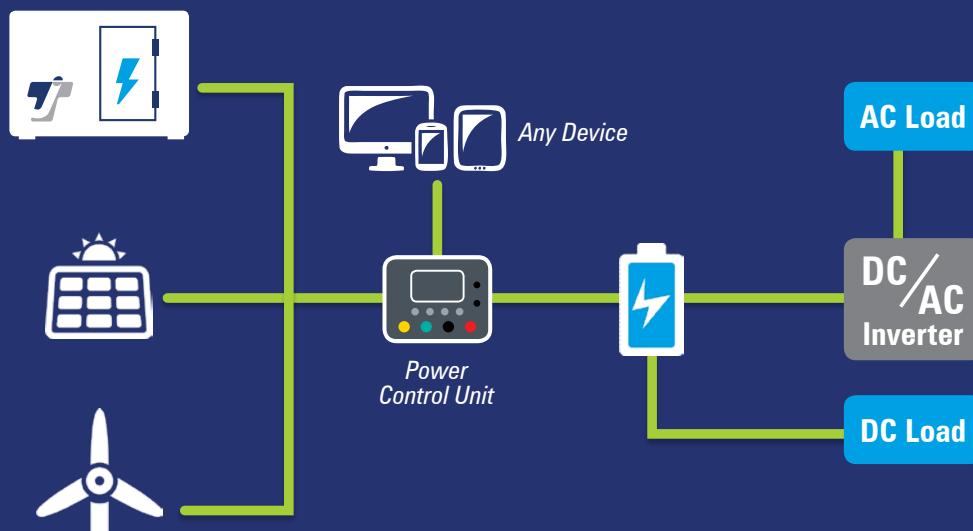 Any Device
AC Load
DC/AC
Inverter
Power
Control Unit
DC Load